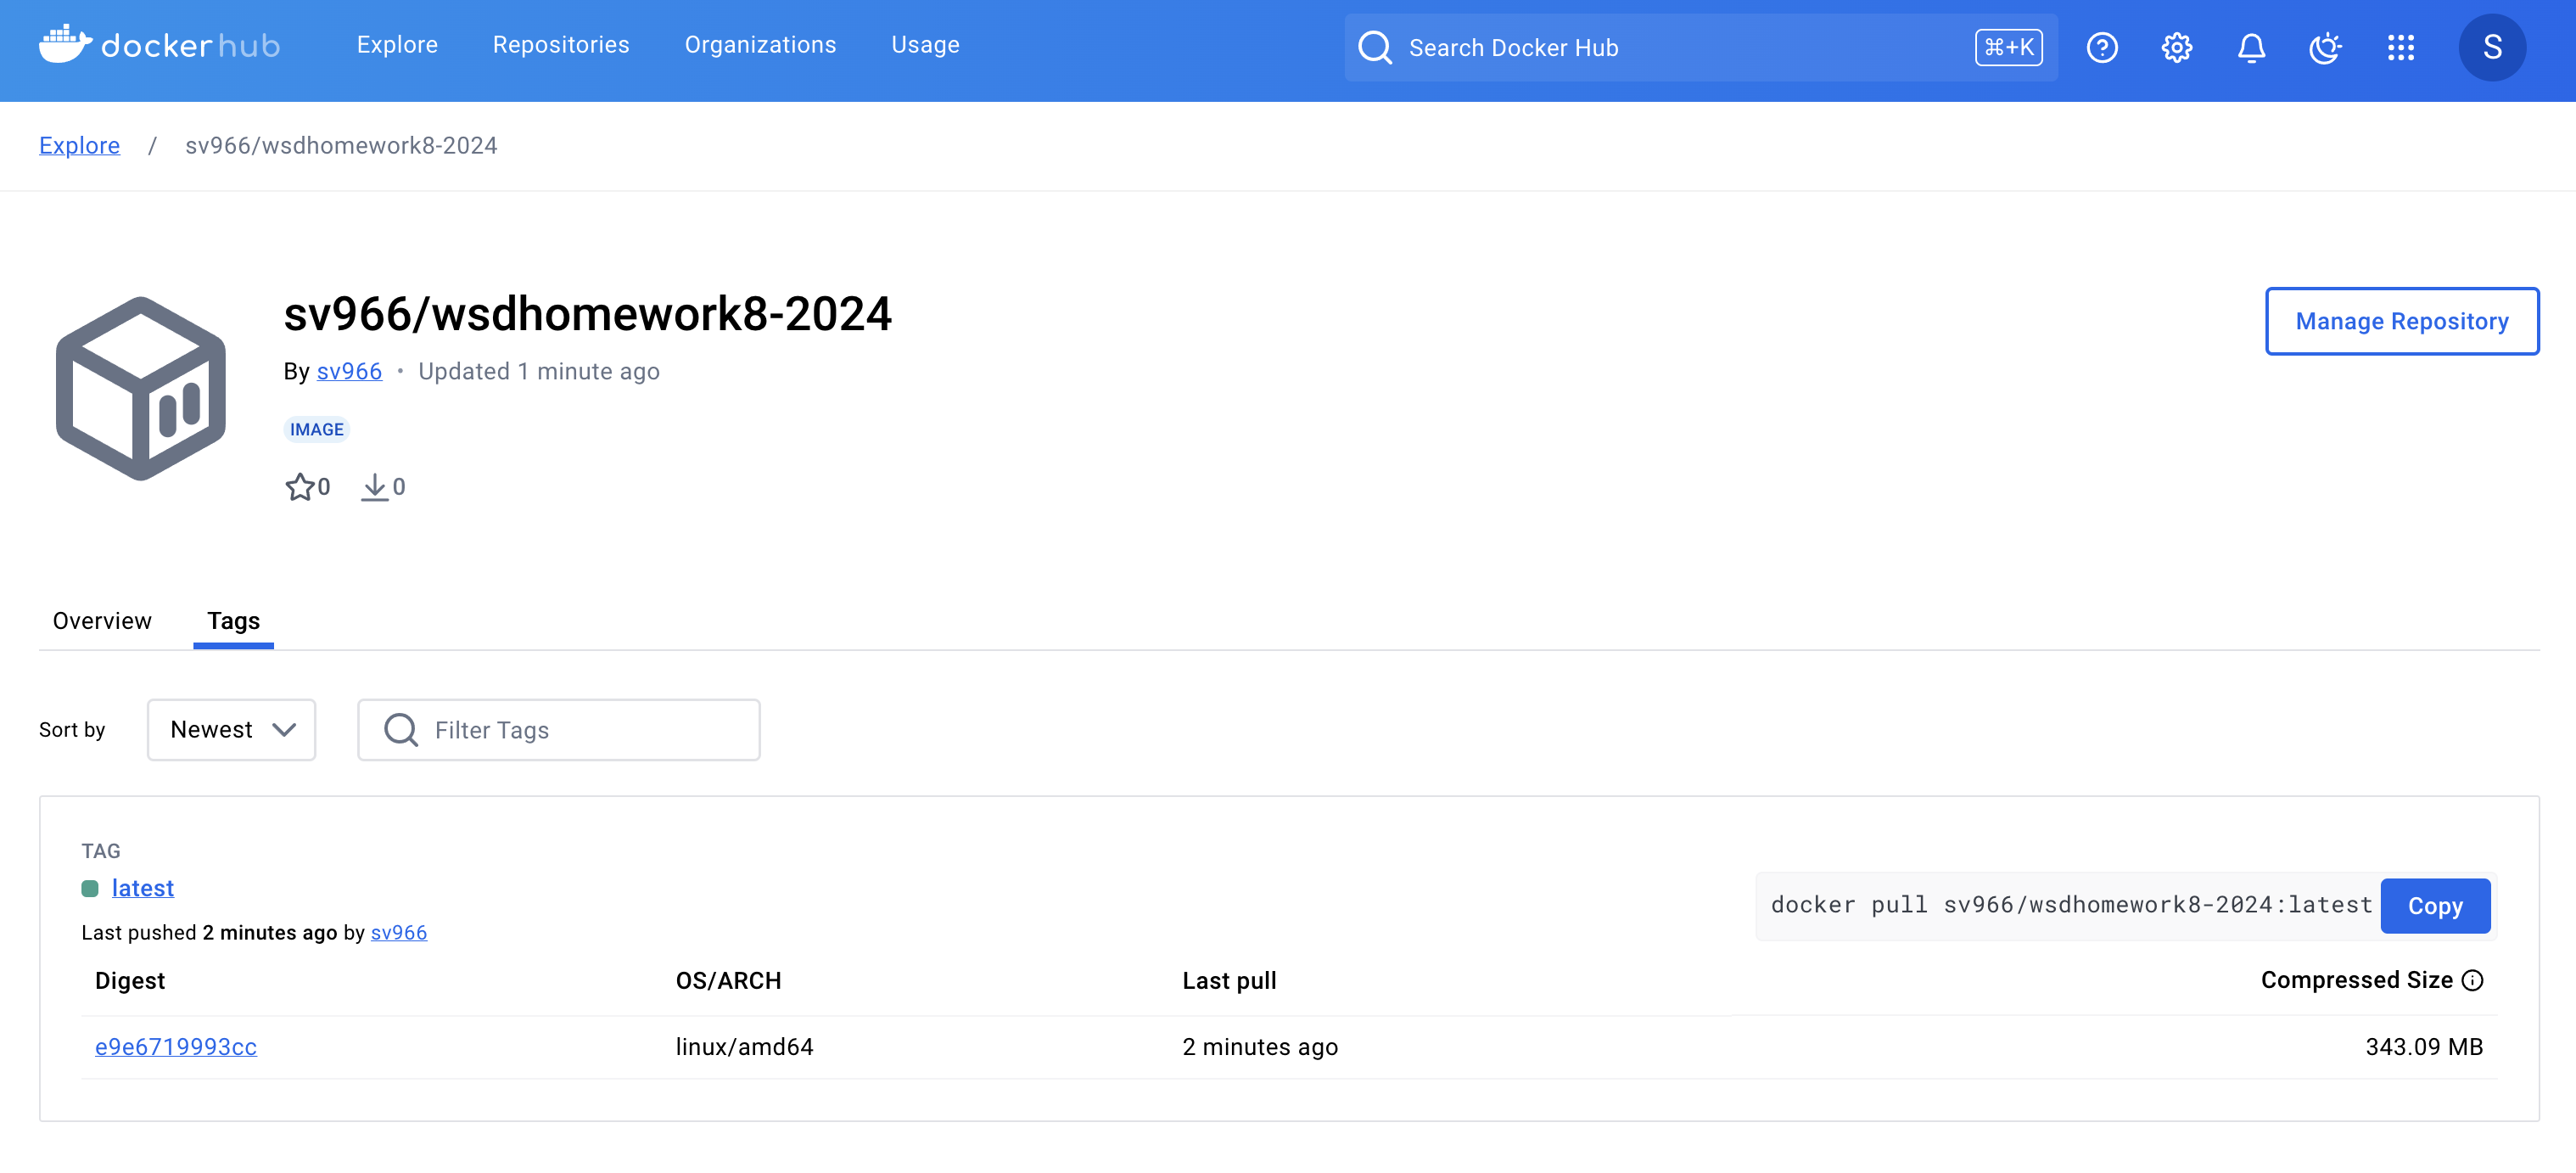 dockerhub Explore Repositories Organizations Usage Search Docker Hub ⌘+K S
Explore / sv966/wsdhomework8-2024
sv966/wsdhomework8-2024
Manage Repository
By sv966 • Updated 1 minute ago
IMAGE
0 0
Overview Tags
Sort by Newest Filter Tags
TAG
latest
docker pull sv966/wsdhomework8-2024:latest Copy
Last pushed 2 minutes ago by sv966
Digest OS/ARCH Last pull Compressed Size
e9e6719993cc linux/amd64 2 minutes ago 343.09 MB